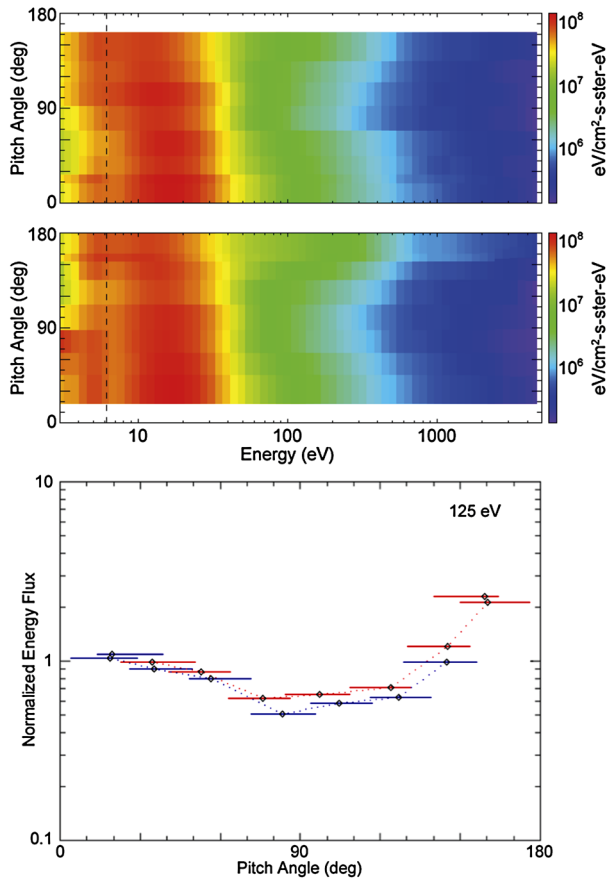 180
90
0
Pitch Angle (deg)
10⁸
10⁷
10⁶
eV/cm²-s-ster-eV
180
90
0
Pitch Angle (deg)
10⁸
10⁷
10⁶
eV/cm²-s-ster-eV
10 100 1000
Energy (eV)
10
1
0.1
Normalized Energy Flux
125 eV
0 90 180
Pitch Angle (deg)